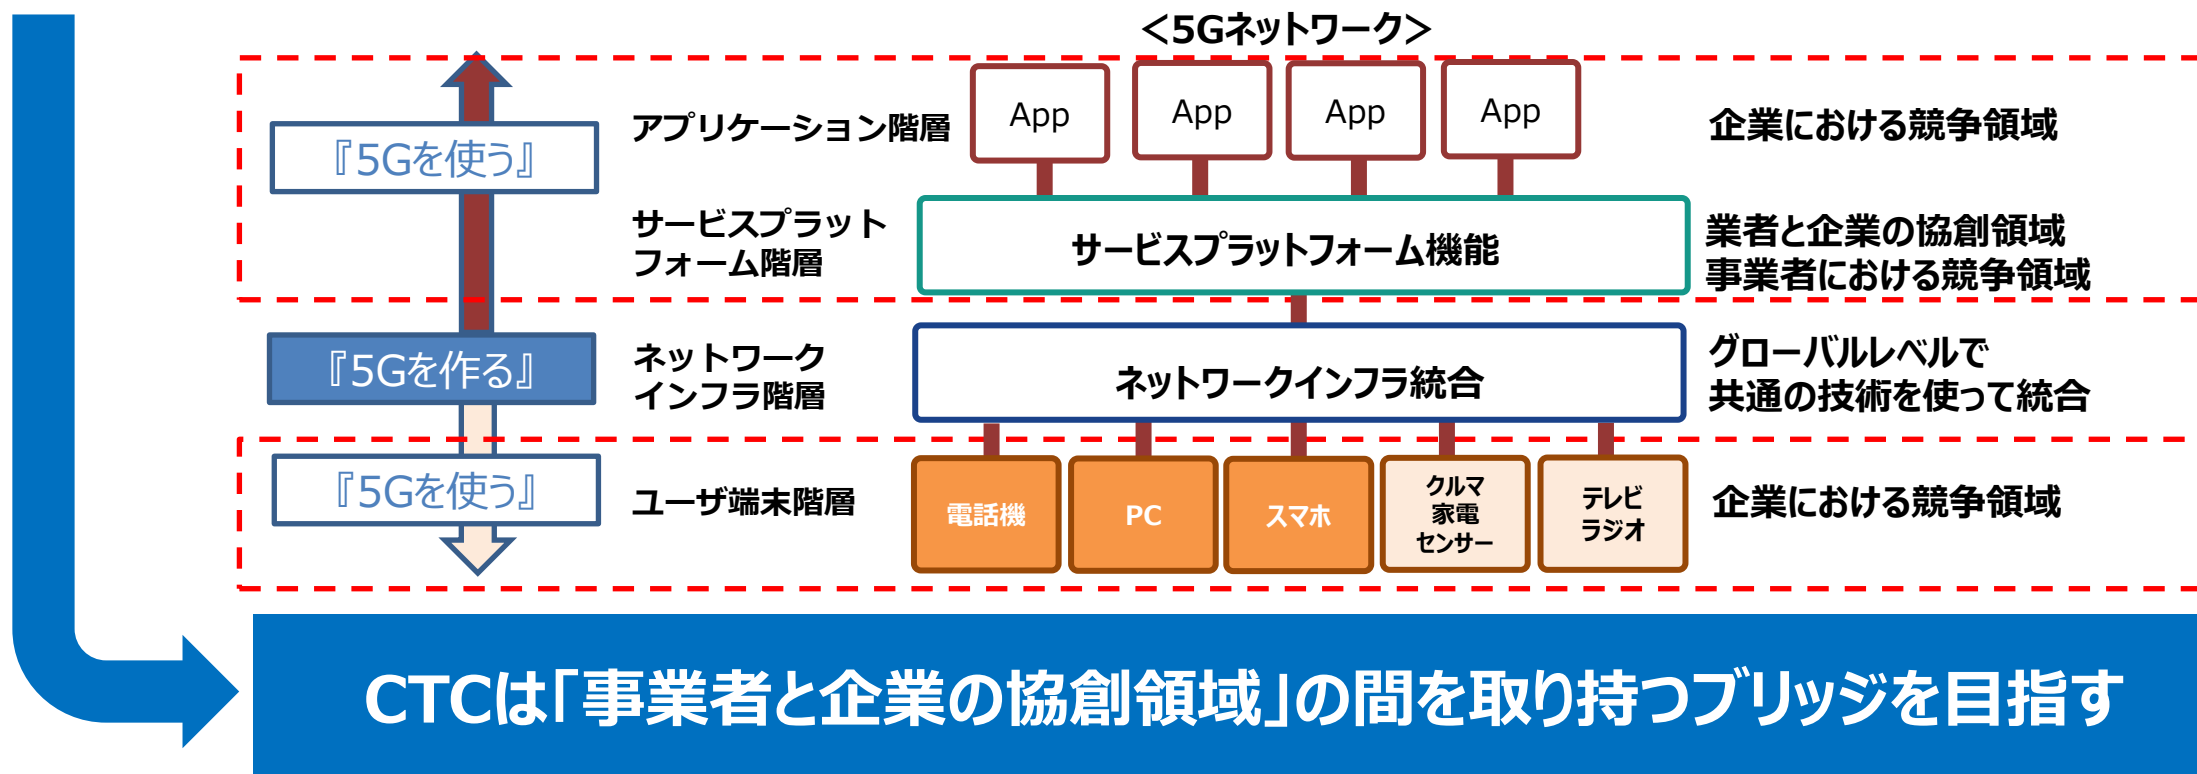 ＜5Gネットワーク＞
『5Gを使う』
アプリケーション階層
App
App
App
App
企業における競争領域
サービスプラット
フォーム階層
サービスプラットフォーム機能
業者と企業の協創領域
事業者における競争領域
『5Gを作る』
ネットワーク
インフラ階層
ネットワークインフラ統合
グローバルレベルで
共通の技術を使って統合
『5Gを使う』
ユーザ端末階層
電話機
PC
スマホ
クルマ
家電
センサー
テレビ
ラジオ
企業における競争領域
CTCは「事業者と企業の協創領域」の間を取り持つブリッジを目指す